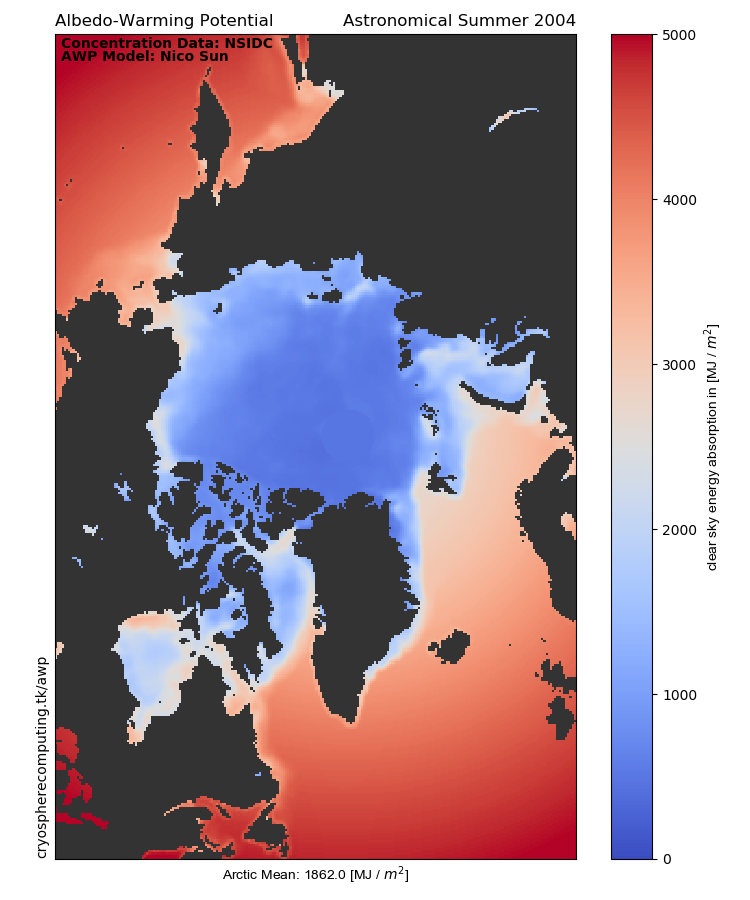 Albedo-Warming Potential Astronomical Summer 2004
Concentration Data: NSIDC
AWP Model: Nico Sun
5000
4000
3000
2000
1000
0
clear sky energy absorption in [MJ / m²]
cryospherecomputing.tk/awp
Arctic Mean: 1862.0 [MJ / m²]